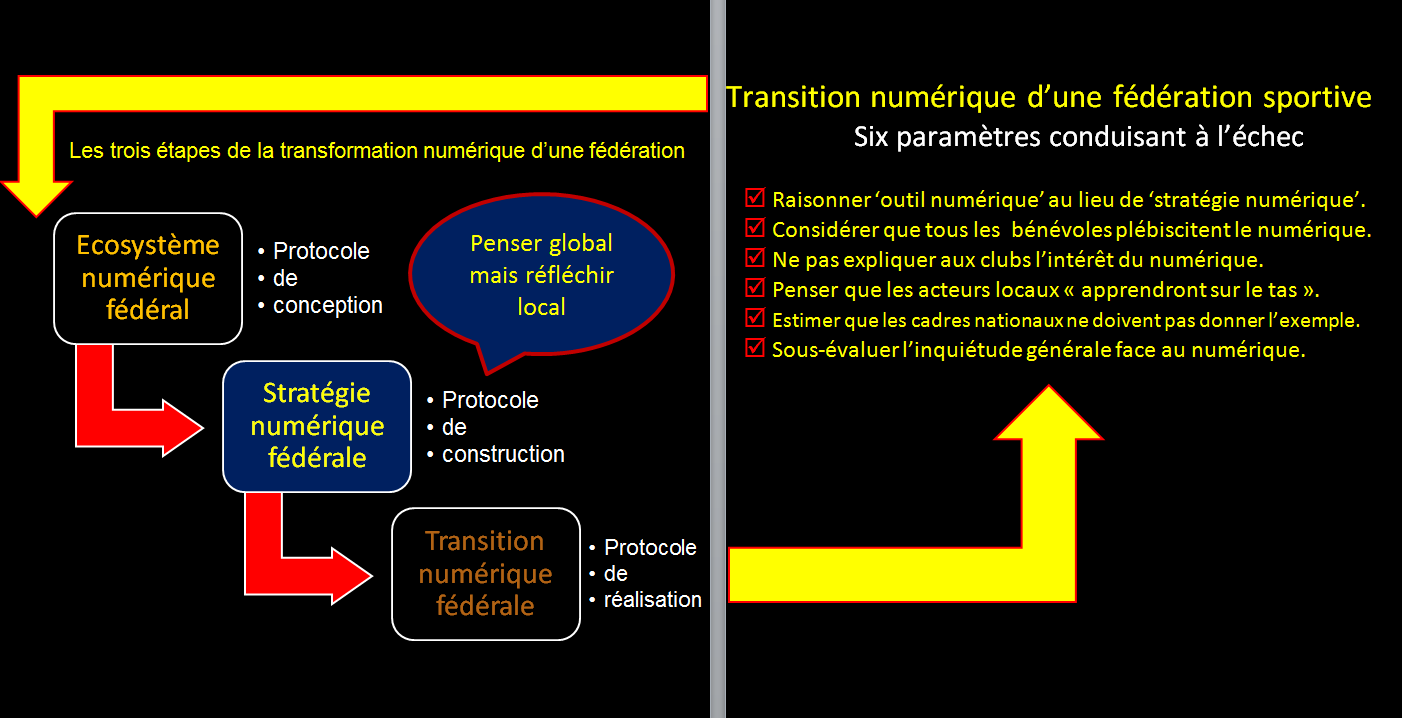 Les trois étapes de la transformation numérique d’une fédération
Ecosystème
numérique
fédéral
• Protocole
• de
• conception
Penser global
mais réfléchir
local
Stratégie
numérique
fédérale
• Protocole
• de
• construction
Transition
numérique
fédérale
• Protocole
• de
• réalisation
Transition numérique d’une fédération sportive
Six paramètres conduisant à l’échec
Raisonner ‘outil numérique’ au lieu de ‘stratégie numérique’.
Considérer que tous les bénévoles plébiscitent le numérique.
Ne pas expliquer aux clubs l’intérêt du numérique.
Penser que les acteurs locaux « apprendront sur le tas ».
Estimer que les cadres nationaux ne doivent pas donner l’exemple.
Sous-évaluer l’inquiétude générale face au numérique.